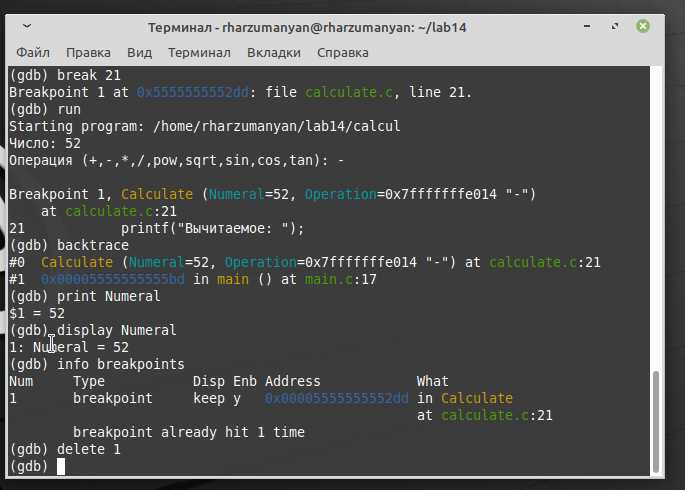 Терминал - rharzumanyan@rharzumanyan: ~/lab14
Файл Правка Вид Терминал Вкладки Справка
(gdb) break 21
Breakpoint 1 at 0x5555555552dd: file calculate.c, line 21.
(gdb) run
Starting program: /home/rharzumanyan/lab14/calcul
Число: 52
Операция (+,-,*,/,pow,sqrt,sin,cos,tan): -
Breakpoint 1, Calculate (Numeral=52, Operation=0x7fffffffe014 "-")
at calculate.c:21
21 printf("Вычитаемое: ");
(gdb) backtrace
#0 Calculate (Numeral=52, Operation=0x7fffffffe014 "-") at calculate.c:21
#1 0x00005555555555bd in main () at main.c:17
(gdb) print Numeral
$1 = 52
(gdb) display Numeral
1: Numeral = 52
(gdb) info breakpoints
Num Type Disp Enb Address What
1 breakpoint keep y 0x00005555555552dd in Calculate
at calculate.c:21
breakpoint already hit 1 time
(gdb) delete 1
(gdb)